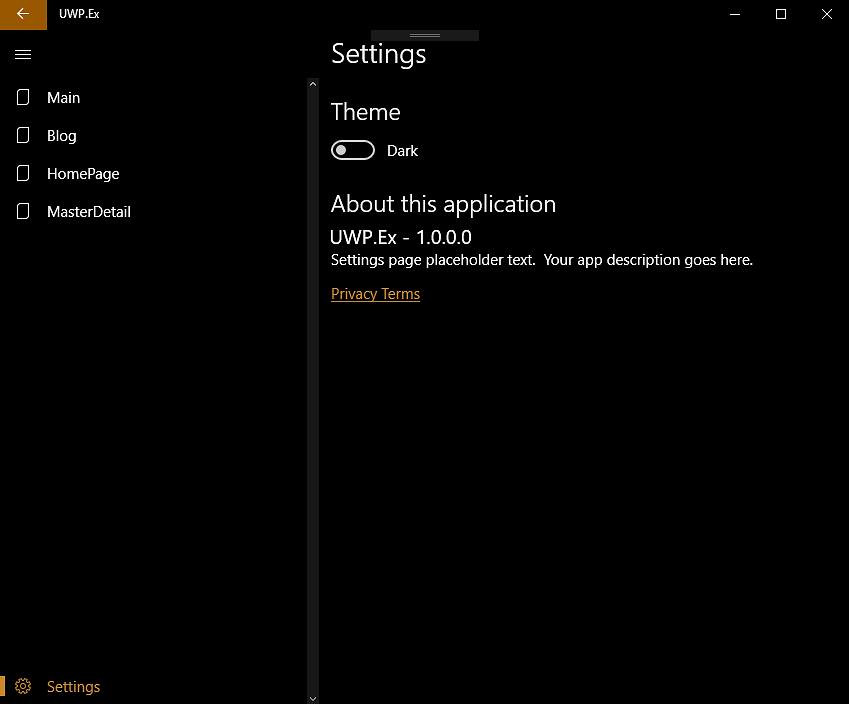 UWP.Ex
Main
Blog
HomePage
MasterDetail
Settings
Settings
Theme
Dark
About this application
UWP.Ex - 1.0.0.0
Settings page placeholder text.  Your app description goes here.
Privacy Terms